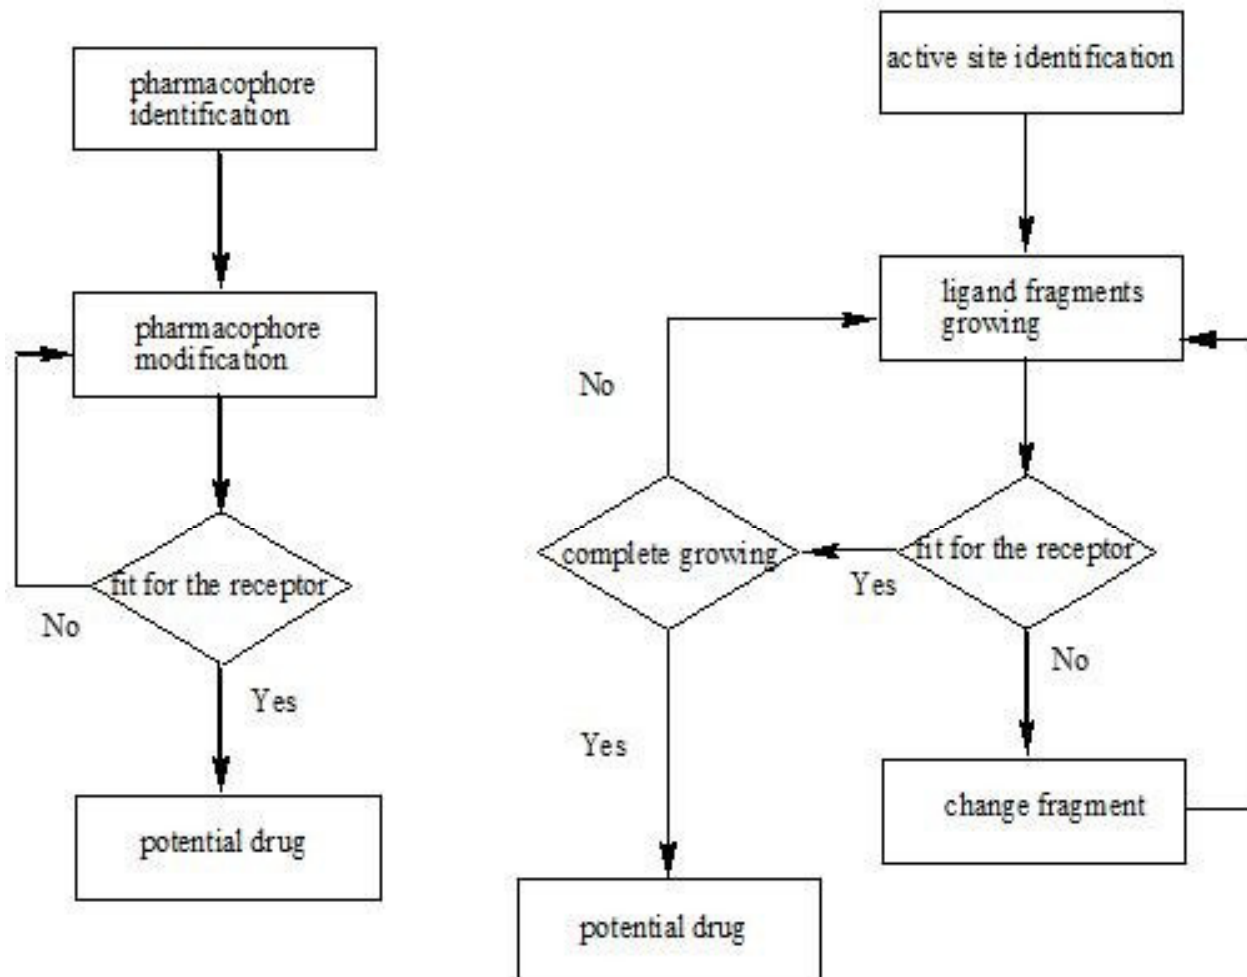 pharmacophore
identification
pharmacophore
modification
fit for the receptor
No
Yes
potential drug
active site identification
ligand fragments
growing
No
complete growing
Yes
fit for the receptor
No
Yes
change fragment
potential drug